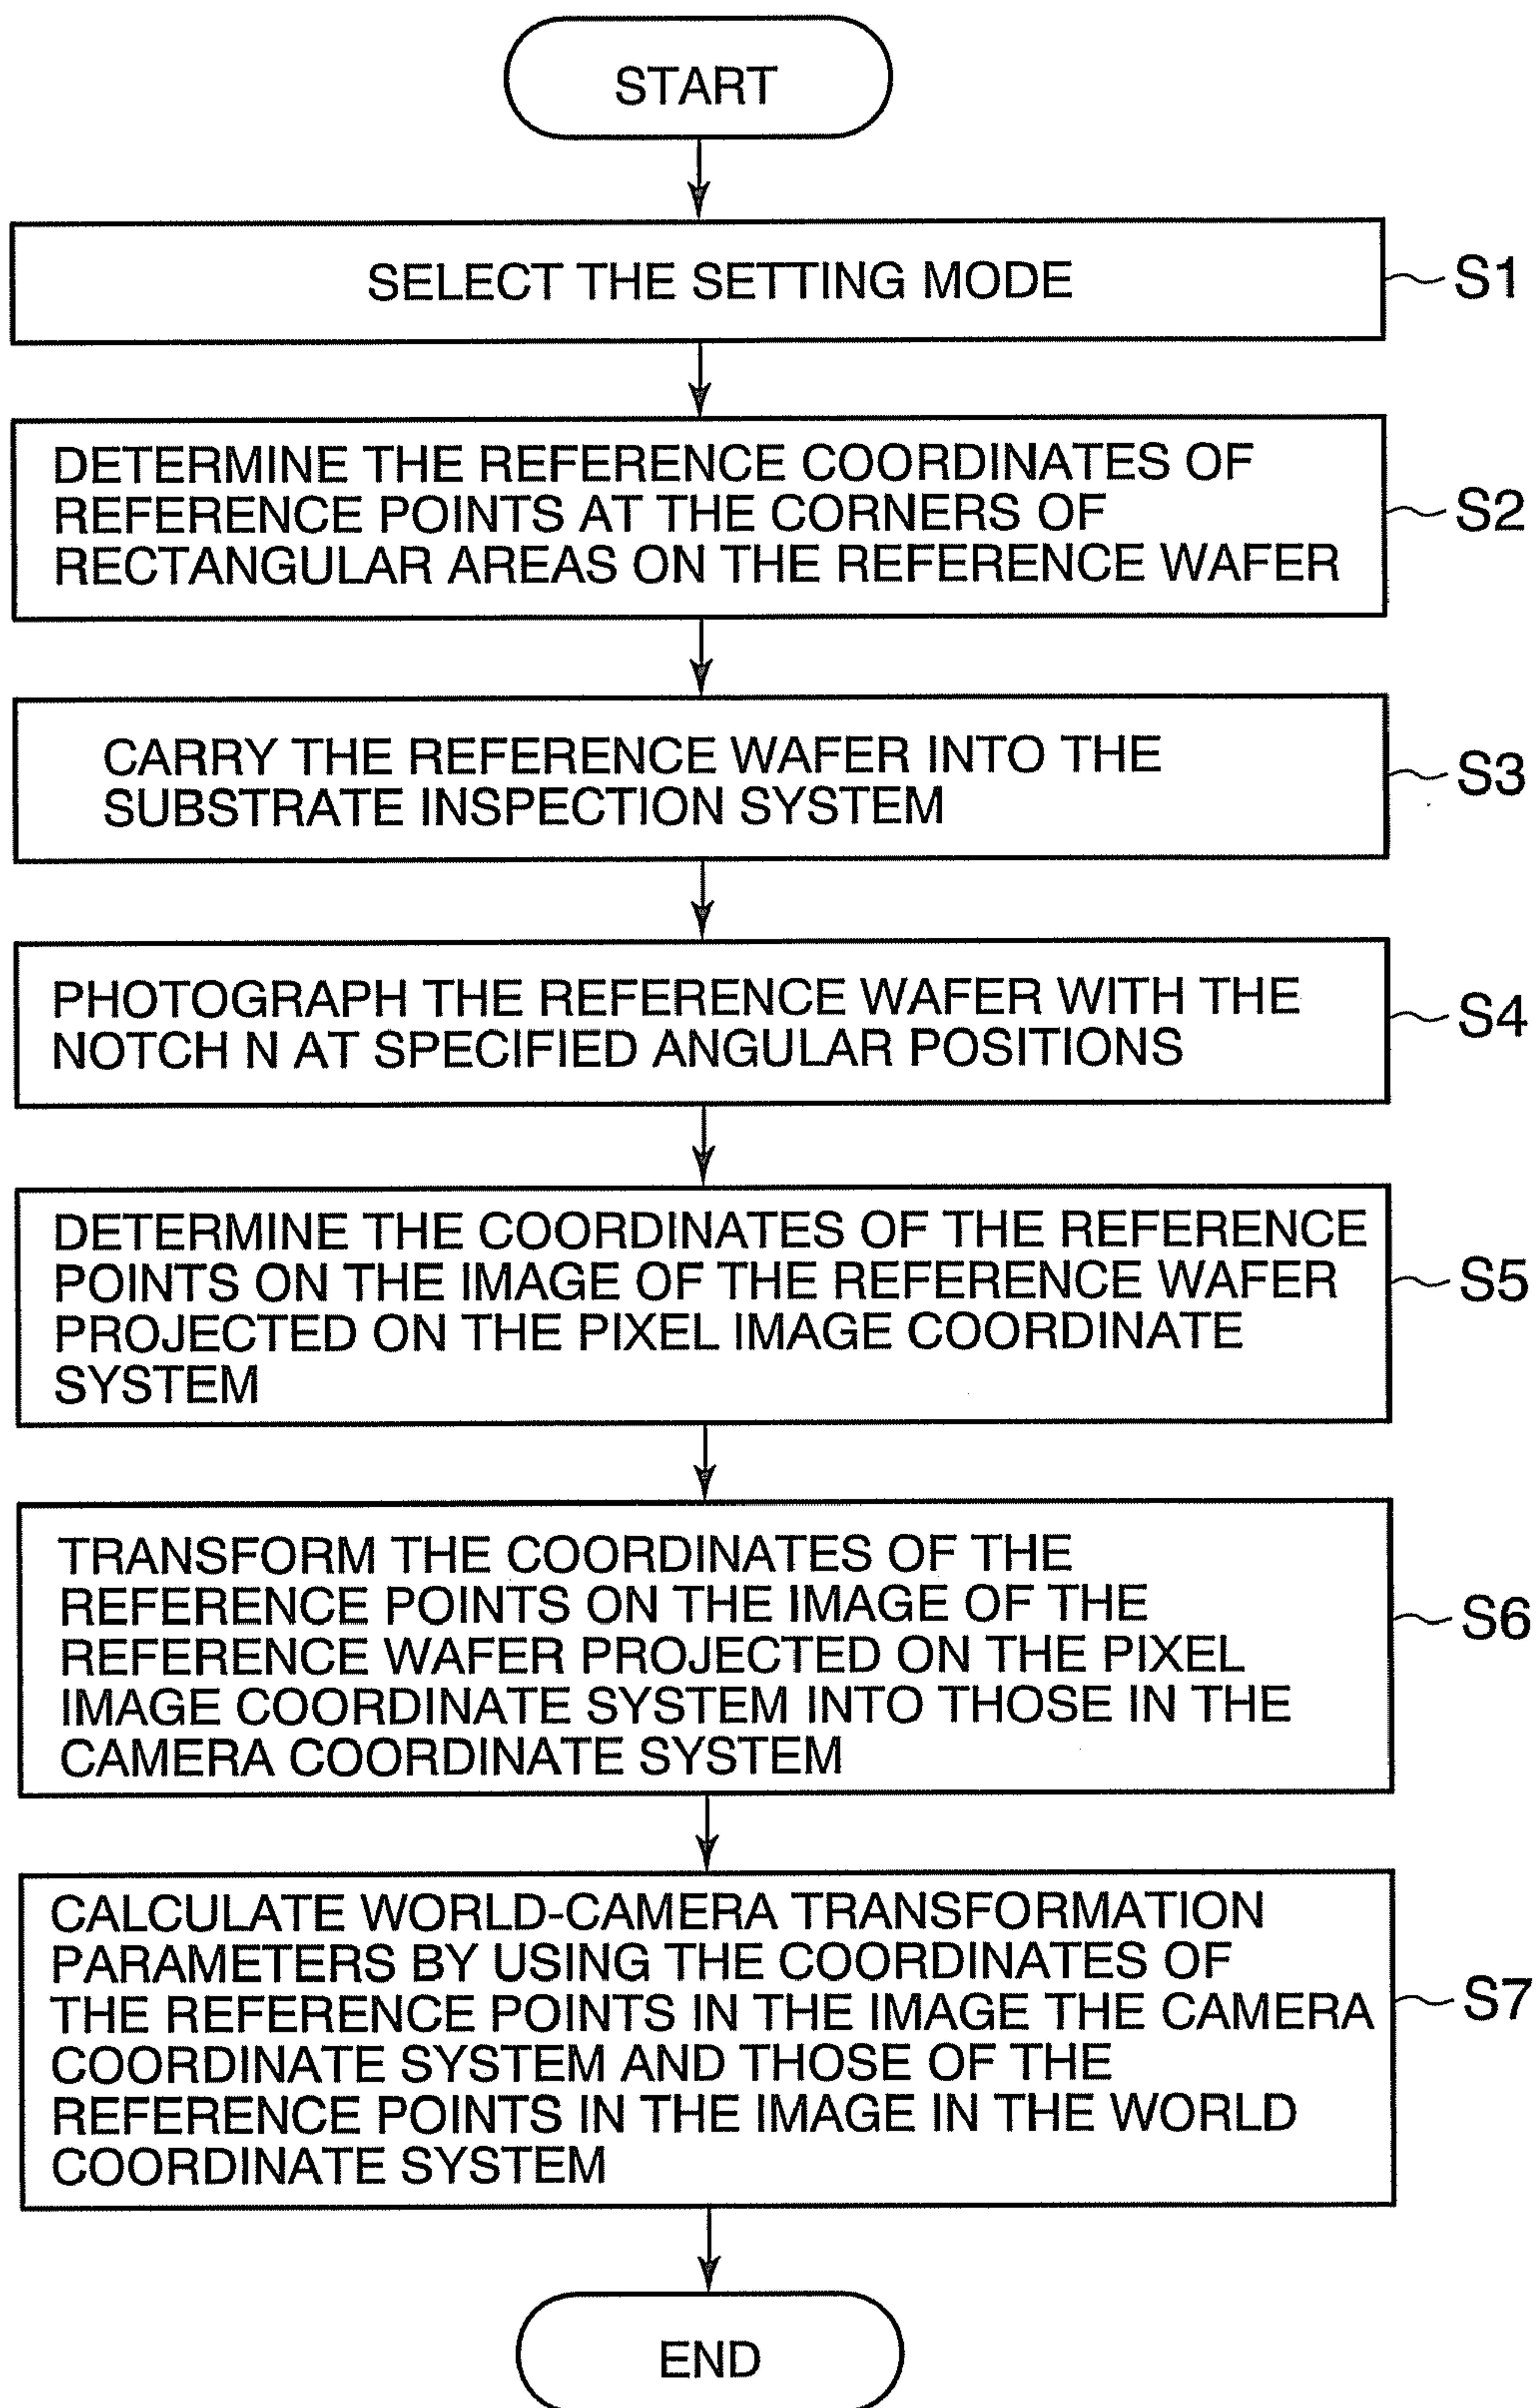 START
SELECT THE SETTING MODE
S1
DETERMINE THE REFERENCE COORDINATES OF
REFERENCE POINTS AT THE CORNERS OF
RECTANGULAR AREAS ON THE REFERENCE WAFER
S2
CARRY THE REFERENCE WAFER INTO THE
SUBSTRATE INSPECTION SYSTEM
S3
PHOTOGRAPH THE REFERENCE WAFER WITH THE
NOTCH N AT SPECIFIED ANGULAR POSITIONS
S4
DETERMINE THE COORDINATES OF THE REFERENCE
POINTS ON THE IMAGE OF THE REFERENCE WAFER
PROJECTED ON THE PIXEL IMAGE COORDINATE
SYSTEM
S5
TRANSFORM THE COORDINATES OF THE
REFERENCE POINTS ON THE IMAGE OF THE
REFERENCE WAFER PROJECTED ON THE PIXEL
IMAGE COORDINATE SYSTEM INTO THOSE IN THE
CAMERA COORDINATE SYSTEM
S6
CALCULATE WORLD-CAMERA TRANSFORMATION
PARAMETERS BY USING THE COORDINATES OF
THE REFERENCE POINTS IN THE IMAGE THE CAMERA
COORDINATE SYSTEM AND THOSE OF THE
REFERENCE POINTS IN THE IMAGE IN THE WORLD
COORDINATE SYSTEM
S7
END